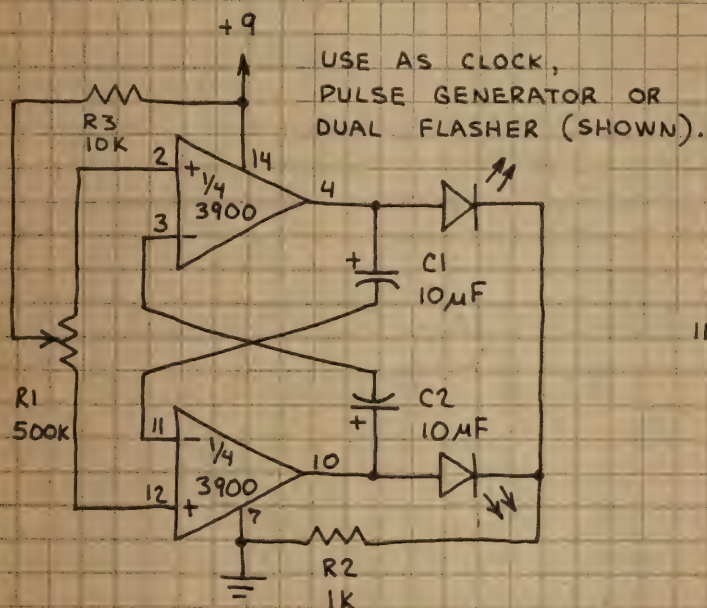 +9
USE AS CLOCK,
PULSE GENERATOR OR
DUAL FLASHER (SHOWN).
R3
10K
2
+
14
1/4
3900
4
3
-
+
C1
10µF
11
R1
500K
C2
+
10µF
11
-
1/4
3900
10
12
+
7
R2
1K